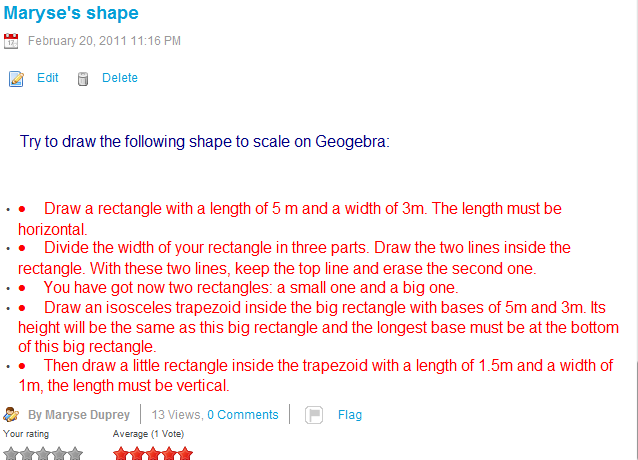 Maryse's shape
February 20, 2011 11:16 PM
Edit Delete
Try to draw the following shape to scale on Geogebra:
• • Draw a rectangle with a length of 5 m and a width of 3m. The length must be
horizontal.
• • Divide the width of your rectangle in three parts. Draw the two lines inside the
rectangle. With these two lines, keep the top line and erase the second one.
• • You have got now two rectangles: a small one and a big one.
• • Draw an isosceles trapezoid inside the big rectangle with bases of 5m and 3m. Its
height will be the same as this big rectangle and the longest base must be at the bottom
of this big rectangle.
• • Then draw a little rectangle inside the trapezoid with a length of 1.5m and a width of
1m, the length must be vertical.
By Maryse Duprey 13 Views, 0 Comments Flag
Your rating Average (1 Vote)